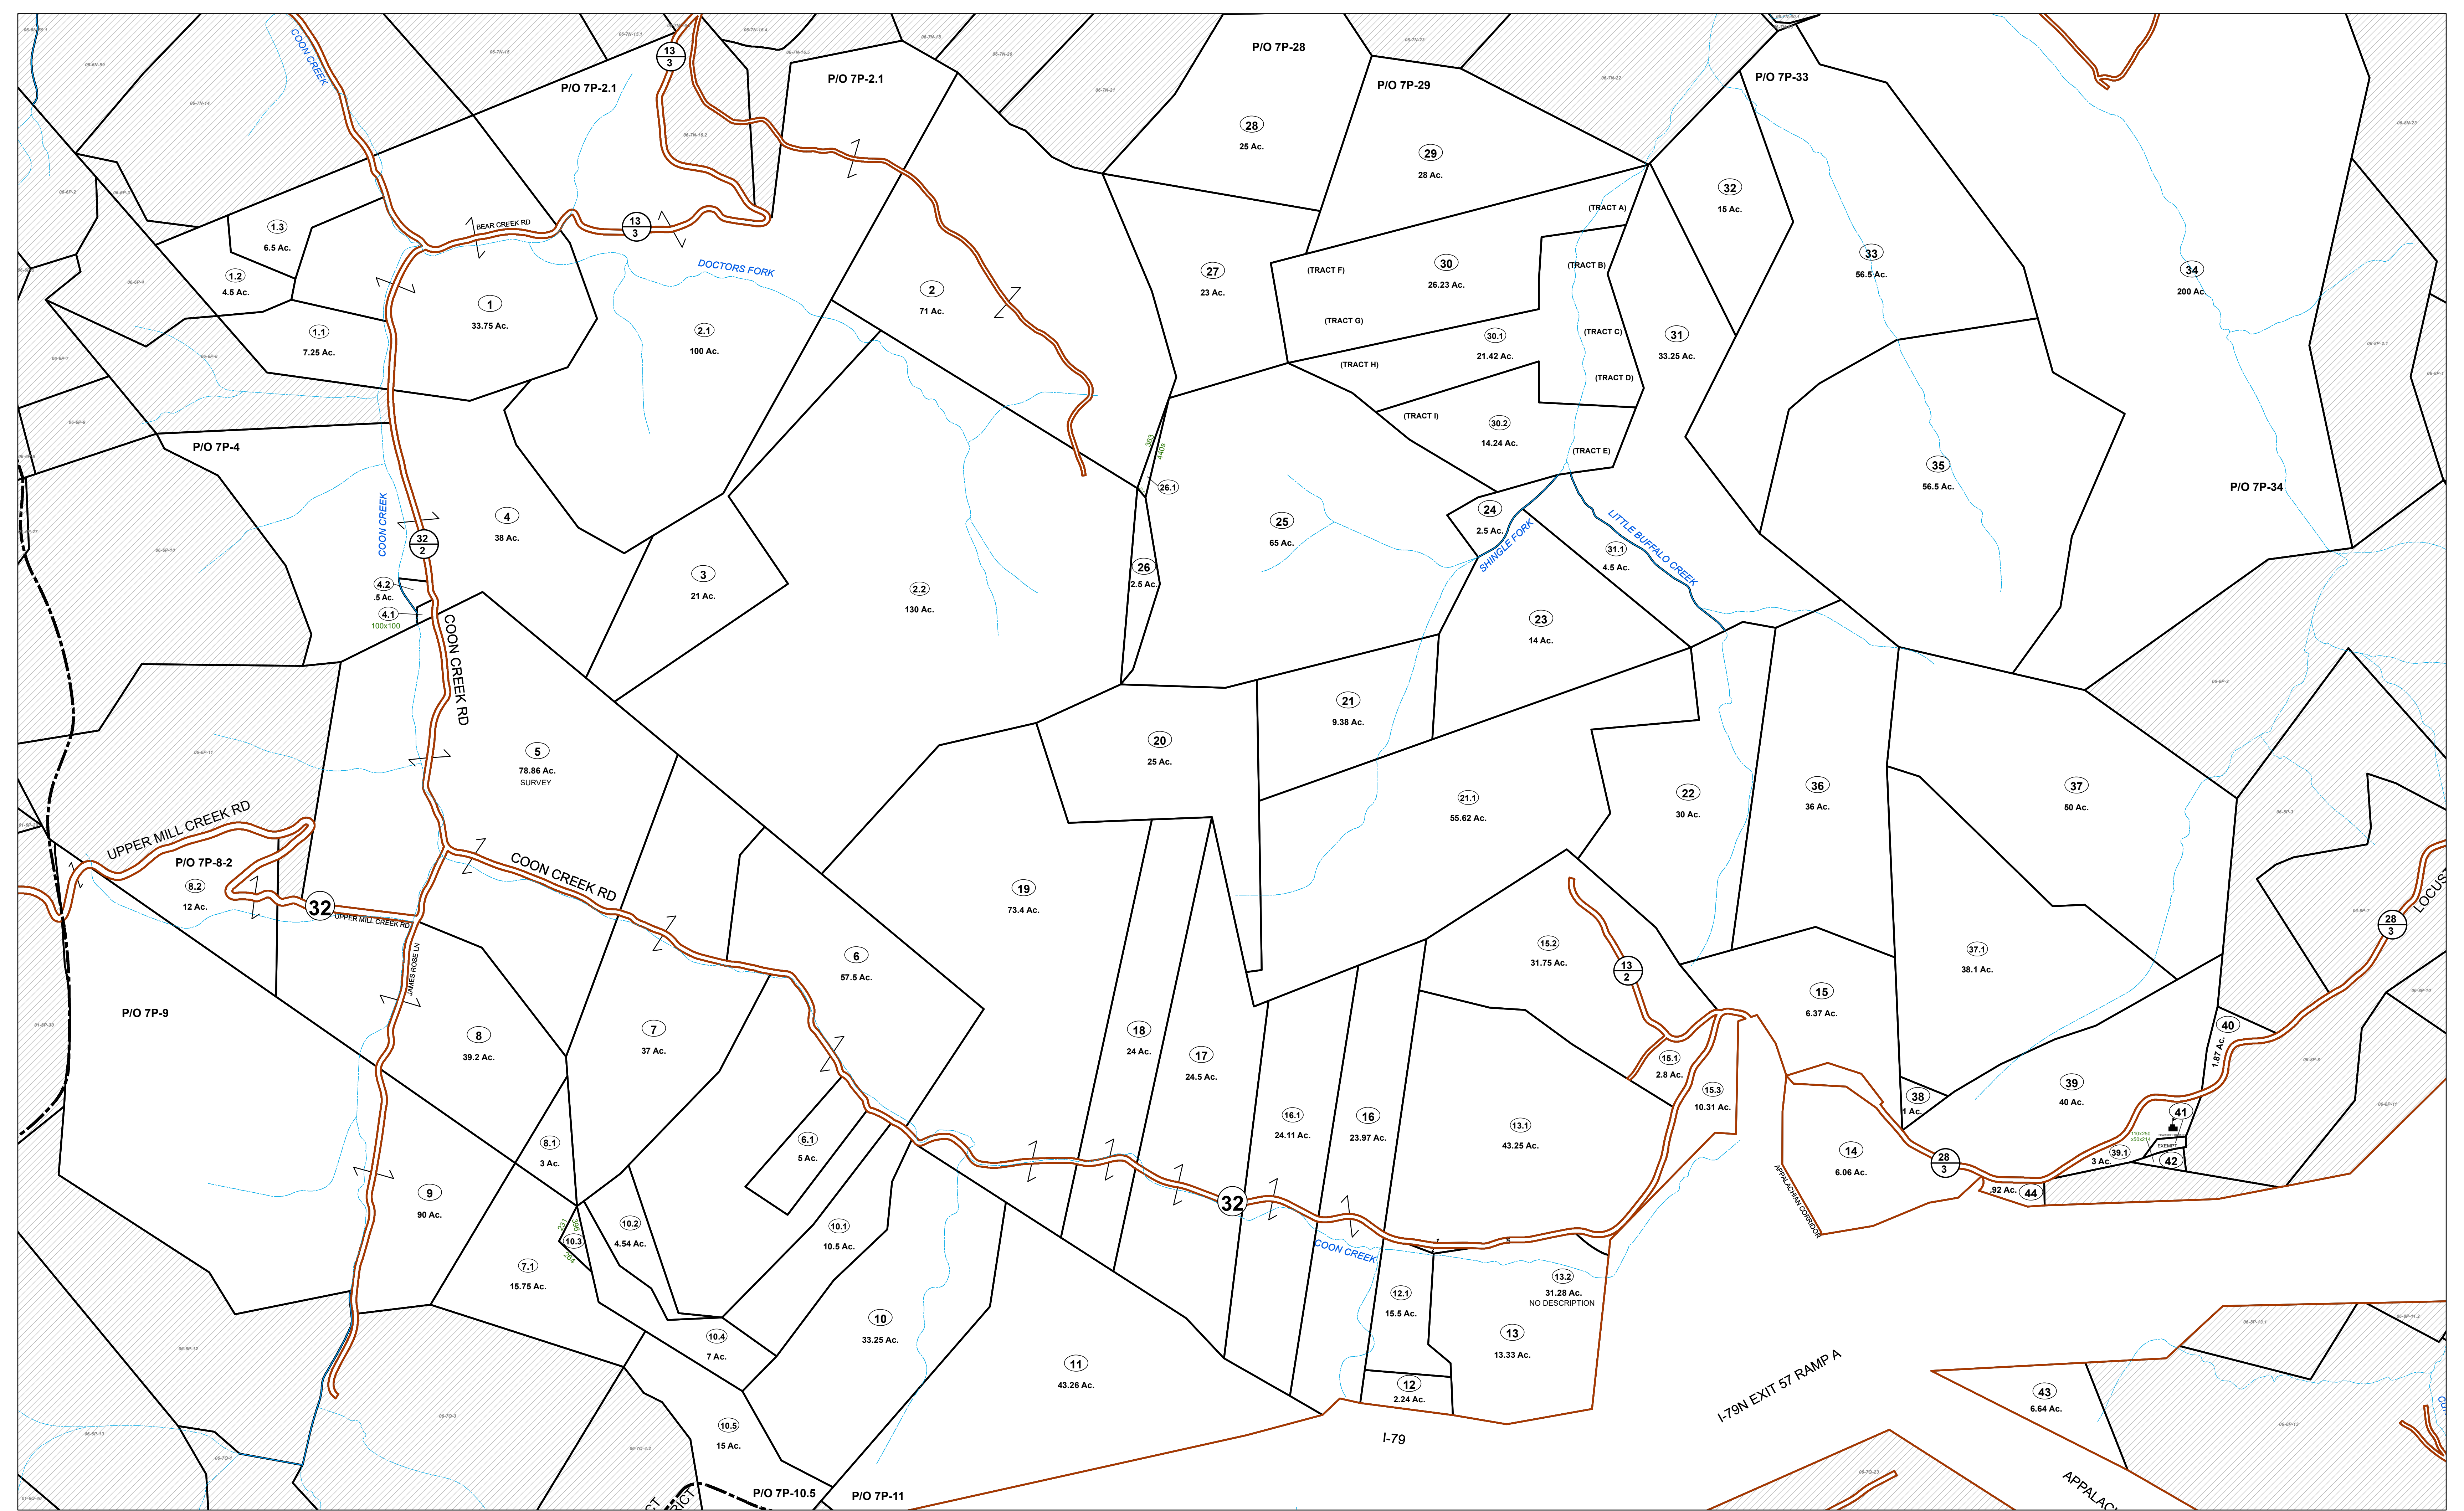 COON CREEK
13
3
P/O 7P-2.1
P/O 7P-2.1
P/O 7P-28
P/O 7P-29
P/O 7P-33
28
25 Ac.
29
28 Ac.
32
15 Ac.
(TRACT A)
1.3
6.5 Ac.
BEAR CREEK RD
13
3
DOCTORS FORK
1.2
4.5 Ac.
1
33.75 Ac.
2
71 Ac.
27
23 Ac.
(TRACT F)
30
26.23 Ac.
(TRACT B)
33
56.5 Ac.
34
200 Ac.
1.1
7.25 Ac.
2.1
100 Ac.
(TRACT G)
30.1
21.42 Ac.
(TRACT C)
31
33.25 Ac.
(TRACT H)
(TRACT D)
(TRACT I)
30.2
14.24 Ac.
(TRACT E)
P/O 7P-4
363
440s
26.1
35
56.5 Ac.
P/O 7P-34
COON CREEK
4
38 Ac.
32
2
25
65 Ac.
24
2.5 Ac.
SHINGLE FORK
LITTLE BUFFALO CREEK
31.1
4.5 Ac.
4.2
.5 Ac.
4.1
100x100
3
21 Ac.
2.2
130 Ac.
26
2.5 Ac.
23
14 Ac.
COON CREEK RD
5
78.86 Ac.
SURVEY
20
25 Ac.
21
9.38 Ac.
21.1
55.62 Ac.
22
30 Ac.
36
36 Ac.
37
50 Ac.
UPPER MILL CREEK RD
P/O 7P-8-2
8.2
12 Ac.
32
UPPER MILL CREEK RD
COON CREEK RD
JAMES ROSE LN
19
73.4 Ac.
6
57.5 Ac.
15.2
31.75 Ac.
13
2
37.1
38.1 Ac.
28
3
LOCUST
P/O 7P-9
8
39.2 Ac.
7
37 Ac.
18
24 Ac.
17
24.5 Ac.
15
6.37 Ac.
15.1
2.8 Ac.
15.3
10.31 Ac.
40
1.87 Ac.
39
40 Ac.
38
1 Ac.
16.1
24.11 Ac.
16
23.97 Ac.
13.1
43.25 Ac.
41
110x250
x50x214
EXEMPT
39.1
3 Ac.
42
8.1
3 Ac.
6.1
5 Ac.
14
6.06 Ac.
28
3
APPALACHIAN CORRIDOR
.92 Ac.
44
9
90 Ac.
231
396
10.3
264
10.2
4.54 Ac.
10.1
10.5 Ac.
32
COON CREEK
7.1
15.75 Ac.
13.2
31.28 Ac.
NO DESCRIPTION
12.1
15.5 Ac.
10
33.25 Ac.
10.4
7 Ac.
13
13.33 Ac.
11
43.26 Ac.
12
2.24 Ac.
I-79N EXIT 57 RAMP A
43
6.64 Ac.
10.5
15 Ac.
I-79
P/O 7P-10.5
P/O 7P-11
APPALAC